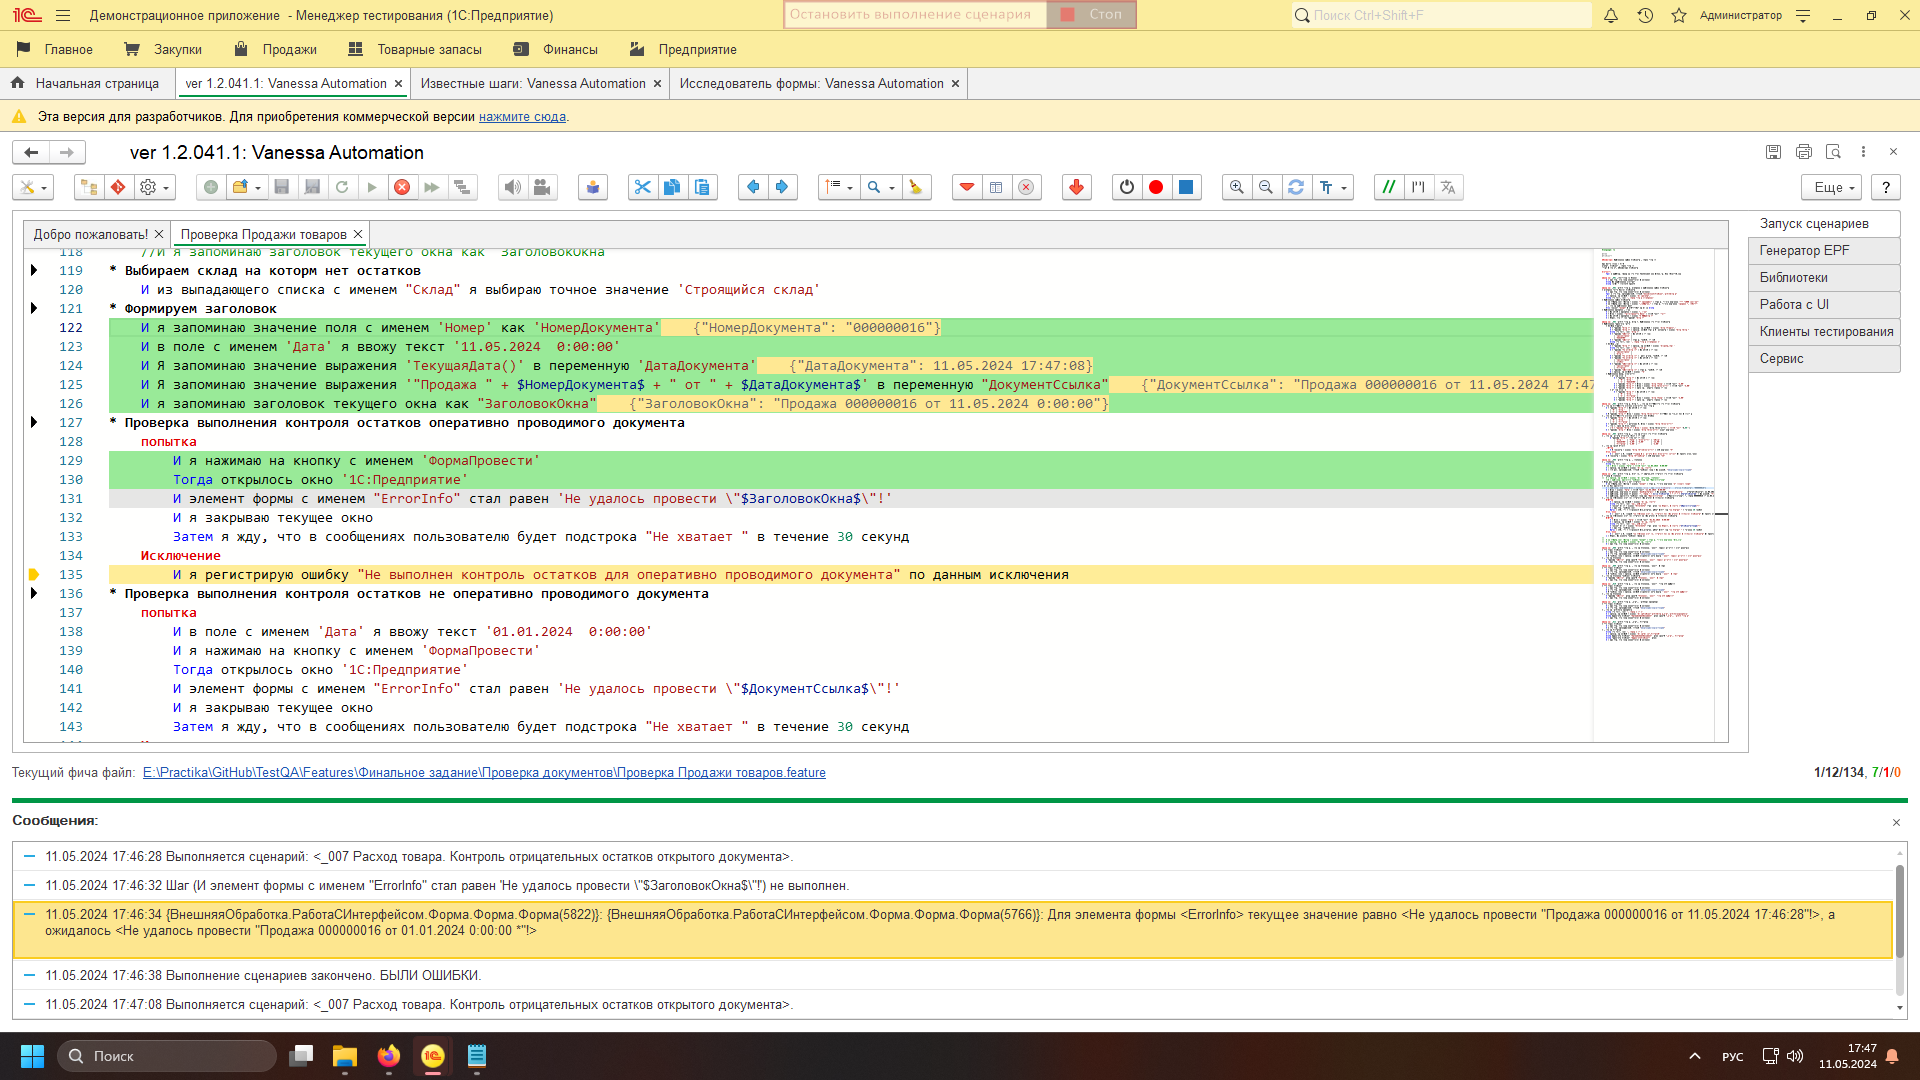 Демонстрационное приложение - Менеджер тестирования (1С:Предприятие)
Остановить выполнение сценария
Стоп
Поиск Ctrl+Shift+F
Администратор
Главное
Закупки
Продажи
Товарные запасы
Финансы
Предприятие
Начальная страница
ver 1.2.041.1: Vanessa Automation
Известные шаги: Vanessa Automation
Исследователь формы: Vanessa Automation
Эта версия для разработчиков. Для приобретения коммерческой версии нажмите сюда.
ver 1.2.041.1: Vanessa Automation
Еще
?
Добро пожаловать!
Проверка Продажи товаров
Запуск сценариев
Генератор EPF
Библиотеки
Работа с UI
Клиенты тестирования
Сервис
118 //И я запоминаю заголовок текущего окна как "ЗаголовокОкна"
119 * Выбираем склад на которм нет остатков
120 И из выпадающего списка с именем "Склад" я выбираю точное значение 'Строящийся склад'
121 * Формируем заголовок
122 И я запоминаю значение поля с именем 'Номер' как 'НомерДокумента' {"НомерДокумента": "000000016"}
123 И в поле с именем 'Дата' я ввожу текст '11.05.2024  0:00:00'
124 И Я запоминаю значение выражения 'ТекущаяДата()' в переменную 'ДатаДокумента' {"ДатаДокумента": 11.05.2024 17:47:08}
125 И Я запоминаю значение выражения '"Продажа " + $НомерДокумента$ + " от " + $ДатаДокумента$' в переменную "ДокументСсылка" {"ДокументСсылка": "Продажа 000000016 от 11.05.2024 17:47
126 И я запоминаю заголовок текущего окна как "ЗаголовокОкна" {"ЗаголовокОкна": "Продажа 000000016 от 11.05.2024 0:00:00"}
127 * Проверка выполнения контроля остатков оперативно проводимого документа
128 попытка
129 И я нажимаю на кнопку с именем 'ФормаПровести'
130 Тогда открылось окно '1С:Предприятие'
131 И элемент формы с именем "ErrorInfo" стал равен 'Не удалось провести \"$ЗаголовокОкна$\"!'
132 И я закрываю текущее окно
133 Затем я жду, что в сообщениях пользователю будет подстрока "Не хватает " в течение 30 секунд
134 Исключение
135 И я регистрирую ошибку "Не выполнен контроль остатков для оперативно проводимого документа" по данным исключения
136 * Проверка выполнения контроля остатков не оперативно проводимого документа
137 попытка
138 И в поле с именем 'Дата' я ввожу текст '01.01.2024  0:00:00'
139 И я нажимаю на кнопку с именем 'ФормаПровести'
140 Тогда открылось окно '1С:Предприятие'
141 И элемент формы с именем "ErrorInfo" стал равен 'Не удалось провести \"$ДокументСсылка$\"!'
142 И я закрываю текущее окно
143 Затем я жду, что в сообщениях пользователю будет подстрока "Не хватает " в течение 30 секунд
Текущий фича файл: E:\Practika\GitHub\TestQA\Features\Финальное задание\Проверка документов\Проверка Продажи товаров.feature
1/12/134, 7/1/0
Сообщения:
11.05.2024 17:46:28 Выполняется сценарий: <_007 Расход товара. Контроль отрицательных остатков открытого документа>.
11.05.2024 17:46:32 Шаг (И элемент формы с именем "ErrorInfo" стал равен 'Не удалось провести \"$ЗаголовокОкна$\"!') не выполнен.
11.05.2024 17:46:34 {ВнешняяОбработка.РаботаСИнтерфейсом.Форма.Форма.Форма(5822)}: {ВнешняяОбработка.РаботаСИнтерфейсом.Форма.Форма.Форма(5766)}: Для элемента формы <ErrorInfo> текущее значение равно <Не удалось провести "Продажа 000000016 от 11.05.2024 17:46:28"!>, а
ожидалось <Не удалось провести "Продажа 000000016 от 01.01.2024 0:00:00 *"!>
11.05.2024 17:46:38 Выполнение сценариев закончено. БЫЛИ ОШИБКИ.
11.05.2024 17:47:08 Выполняется сценарий: <_007 Расход товара. Контроль отрицательных остатков открытого документа>.
Поиск
РУС
17:47
11.05.2024